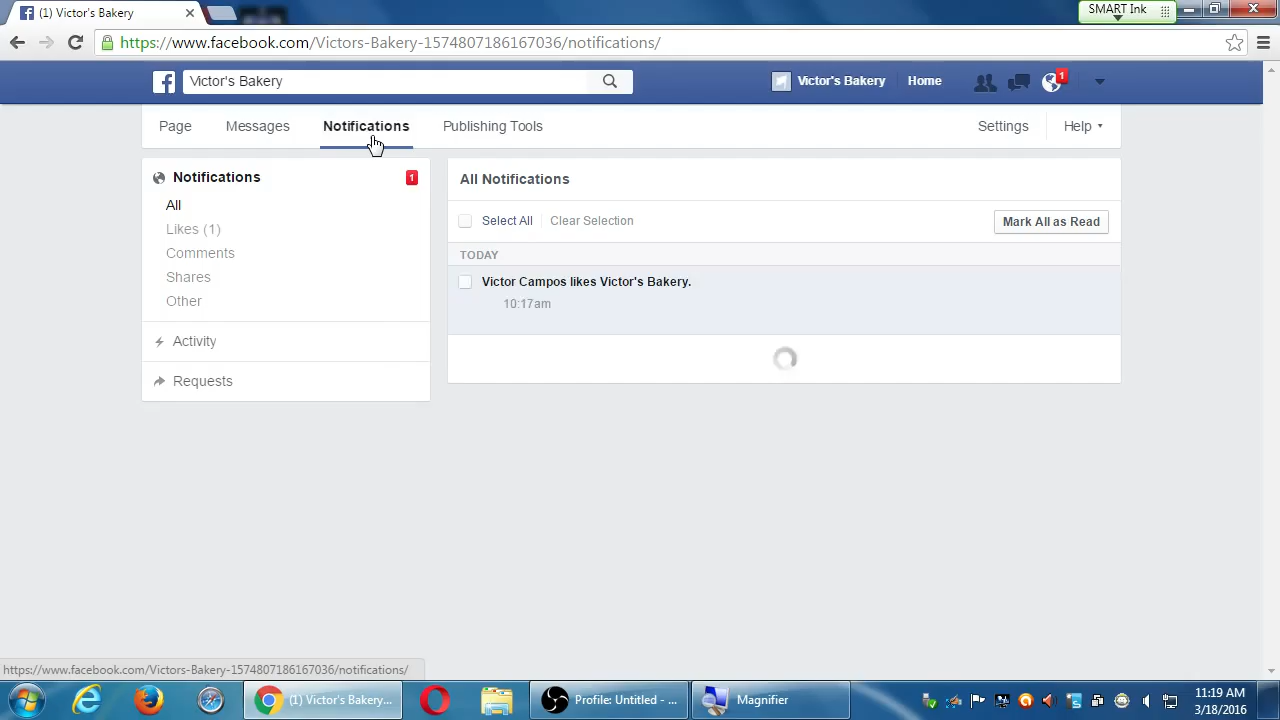 (1) Victor's Bakery
SMART Ink
https://www.facebook.com/Victors-Bakery-1574807186167036/notifications/
Victor's Bakery
Victor's Bakery
Home
1
Page
Messages
Notifications
Publishing Tools
Settings
Help
Notifications
1
All
Likes (1)
Comments
Shares
Other
Activity
Requests
All Notifications
Select All
Clear Selection
Mark All as Read
TODAY
Victor Campos likes Victor's Bakery.
10:17am
https://www.facebook.com/Victors-Bakery-1574807186167036/notifications/
(1) Victor's Bakery...
Profile: Untitled - ...
Magnifier
11:19 AM
3/18/2016